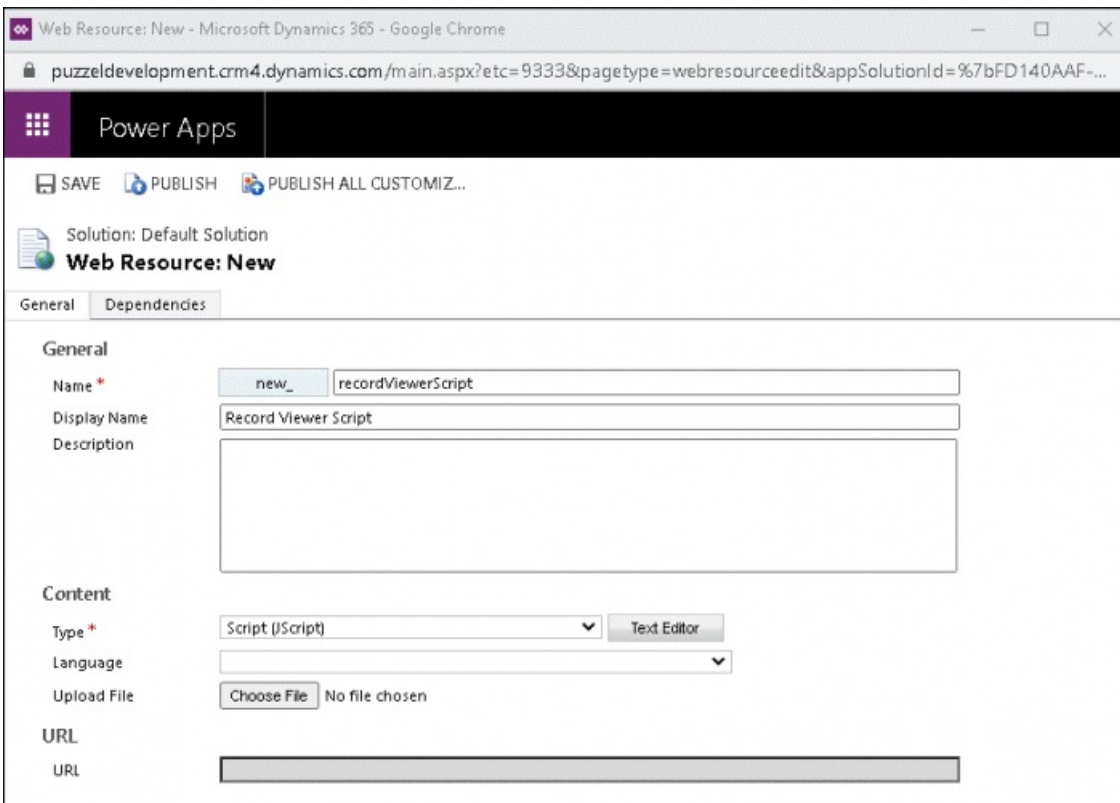 Web Resource: New - Microsoft Dynamics 365 - Google Chrome
puzzeldevelopment.crm4.dynamics.com/main.aspx?etc=9333&pagetype=webresourceedit&appSolutionId=%7bFD140AAF-...
Power Apps
SAVE PUBLISH PUBLISH ALL CUSTOMIZ...
Solution: Default Solution
Web Resource: New
General Dependencies
General
Name * new_ recordViewerScript
Display Name Record Viewer Script
Description
Content
Type * Script (JScript) Text Editor
Language
Upload File Choose File No file chosen
URL
URL